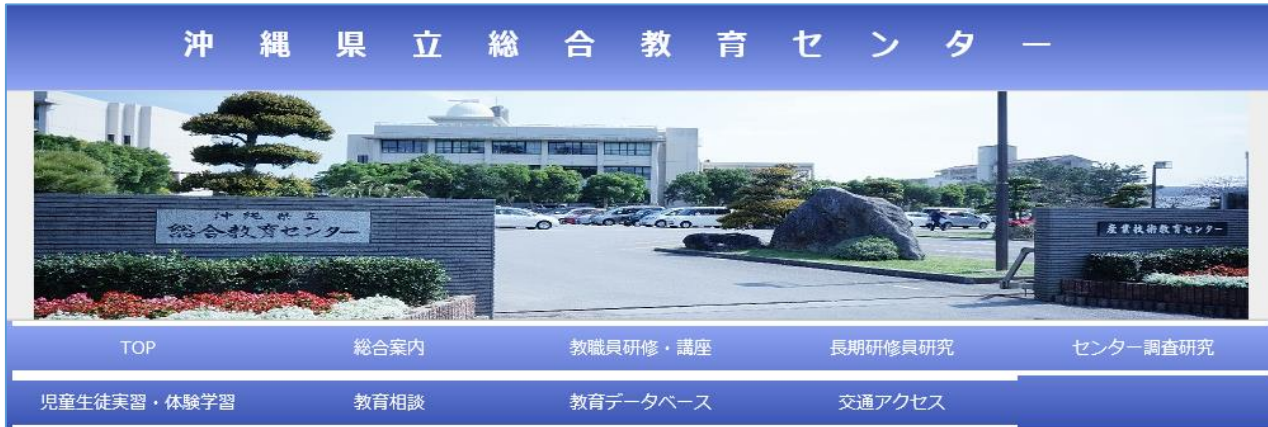 沖縄県立総合教育センター
沖縄県立
総合教育センター
産業技術教育センター
TOP 総合案内 教職員研修・講座 長期研修員研究 センター調査研究
児童生徒実習・体験学習 教育相談 教育データベース 交通アクセス